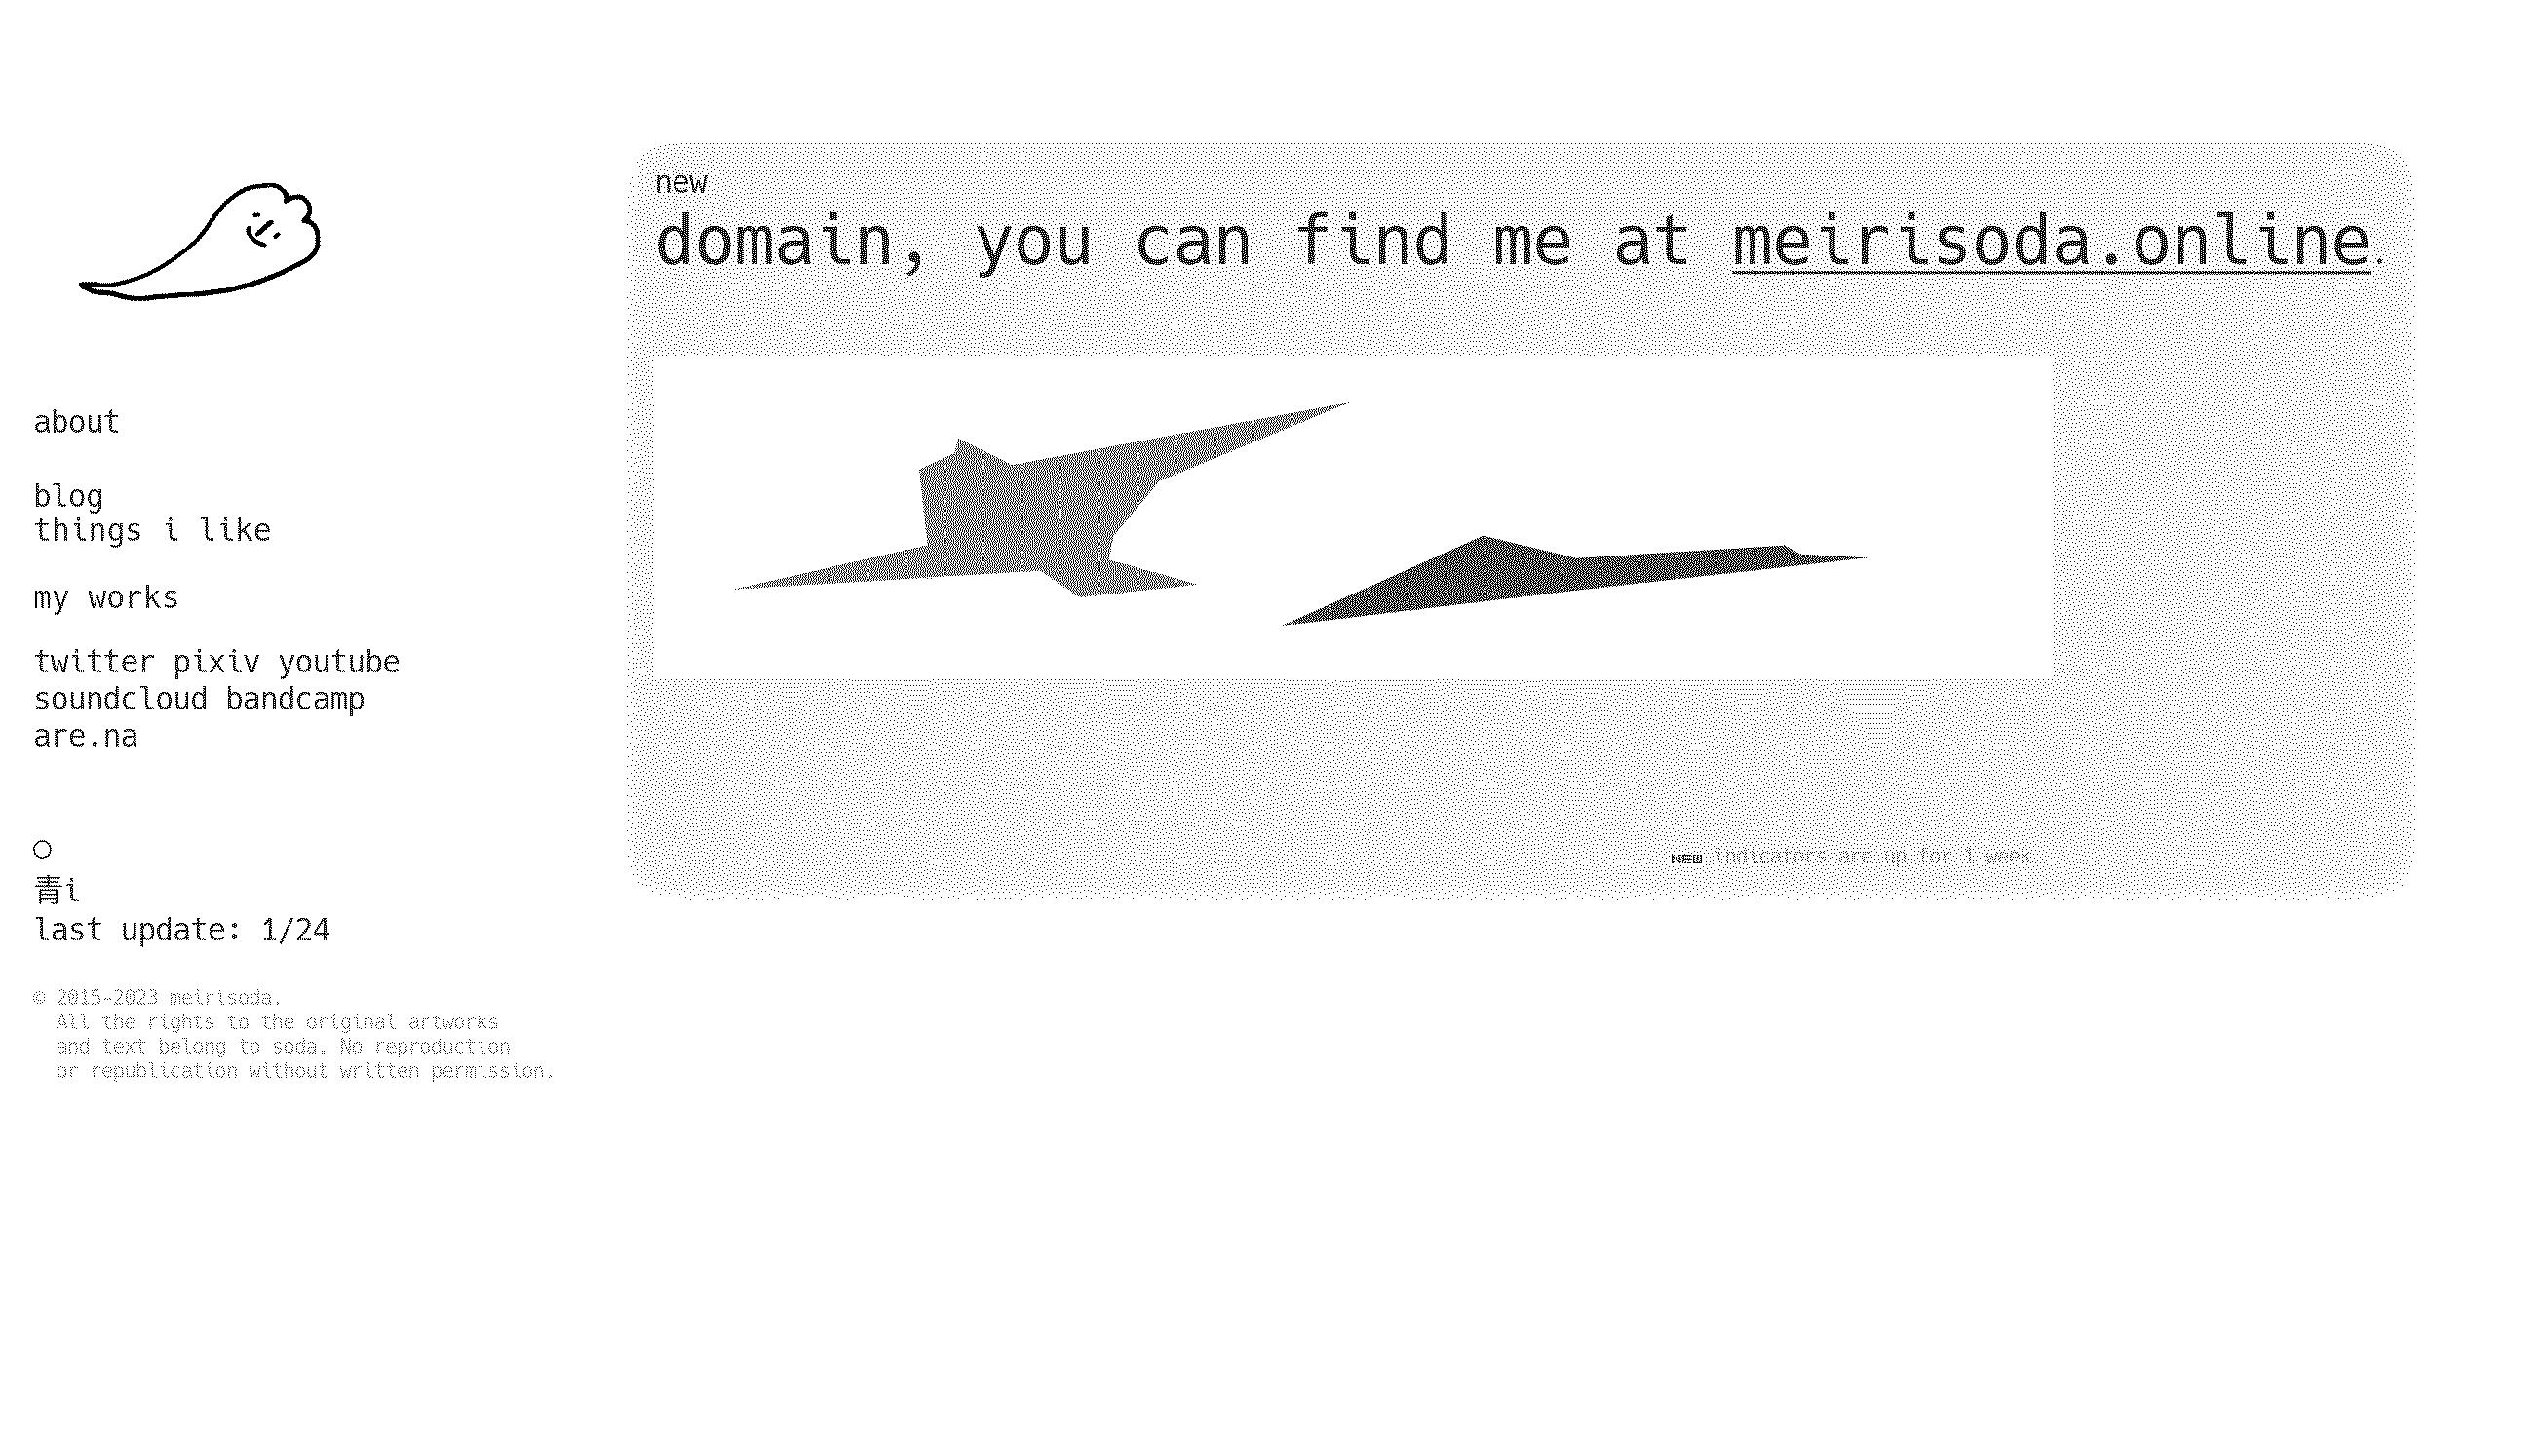 about
blog
things i like
my works
twitter pixiv youtube
soundcloud bandcamp
are.na
○
青i
last update: 1/24
© 2015-2023 meirisoda.
All the rights to the original artworks
and text belong to soda. No reproduction
or republication without written permission.
new
domain, you can find me at meirisoda.online.
NEW indicators are up for 1 week